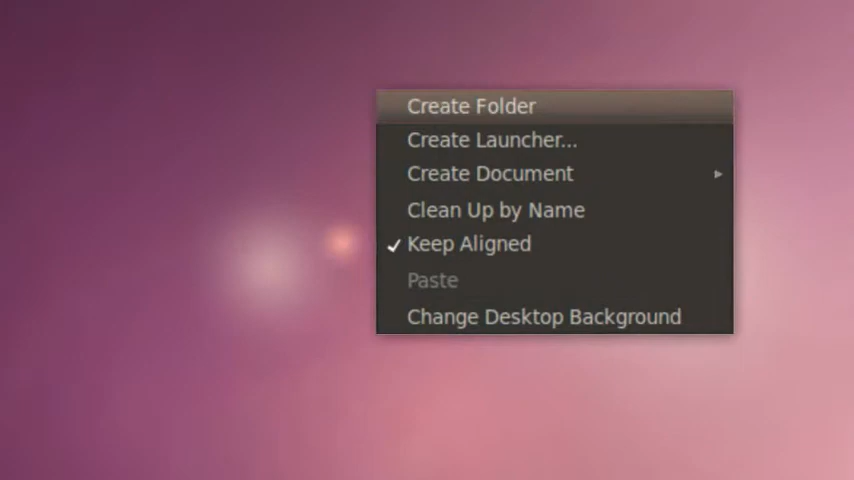 Create Folder
Create Launcher...
Create Document
Clean Up by Name
Keep Aligned
Paste
Change Desktop Background